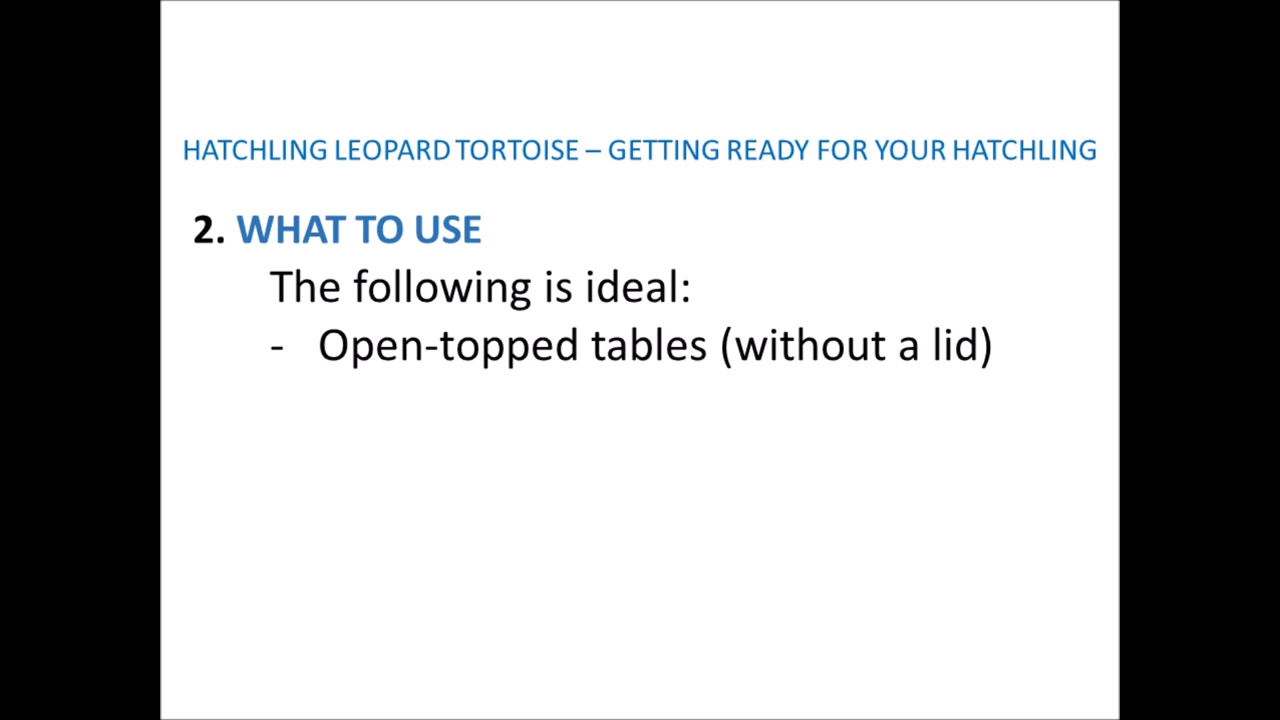 HATCHLING LEOPARD TORTOISE – GETTING READY FOR YOUR HATCHLING
2. WHAT TO USE
The following is ideal:
- Open-topped tables (without a lid)